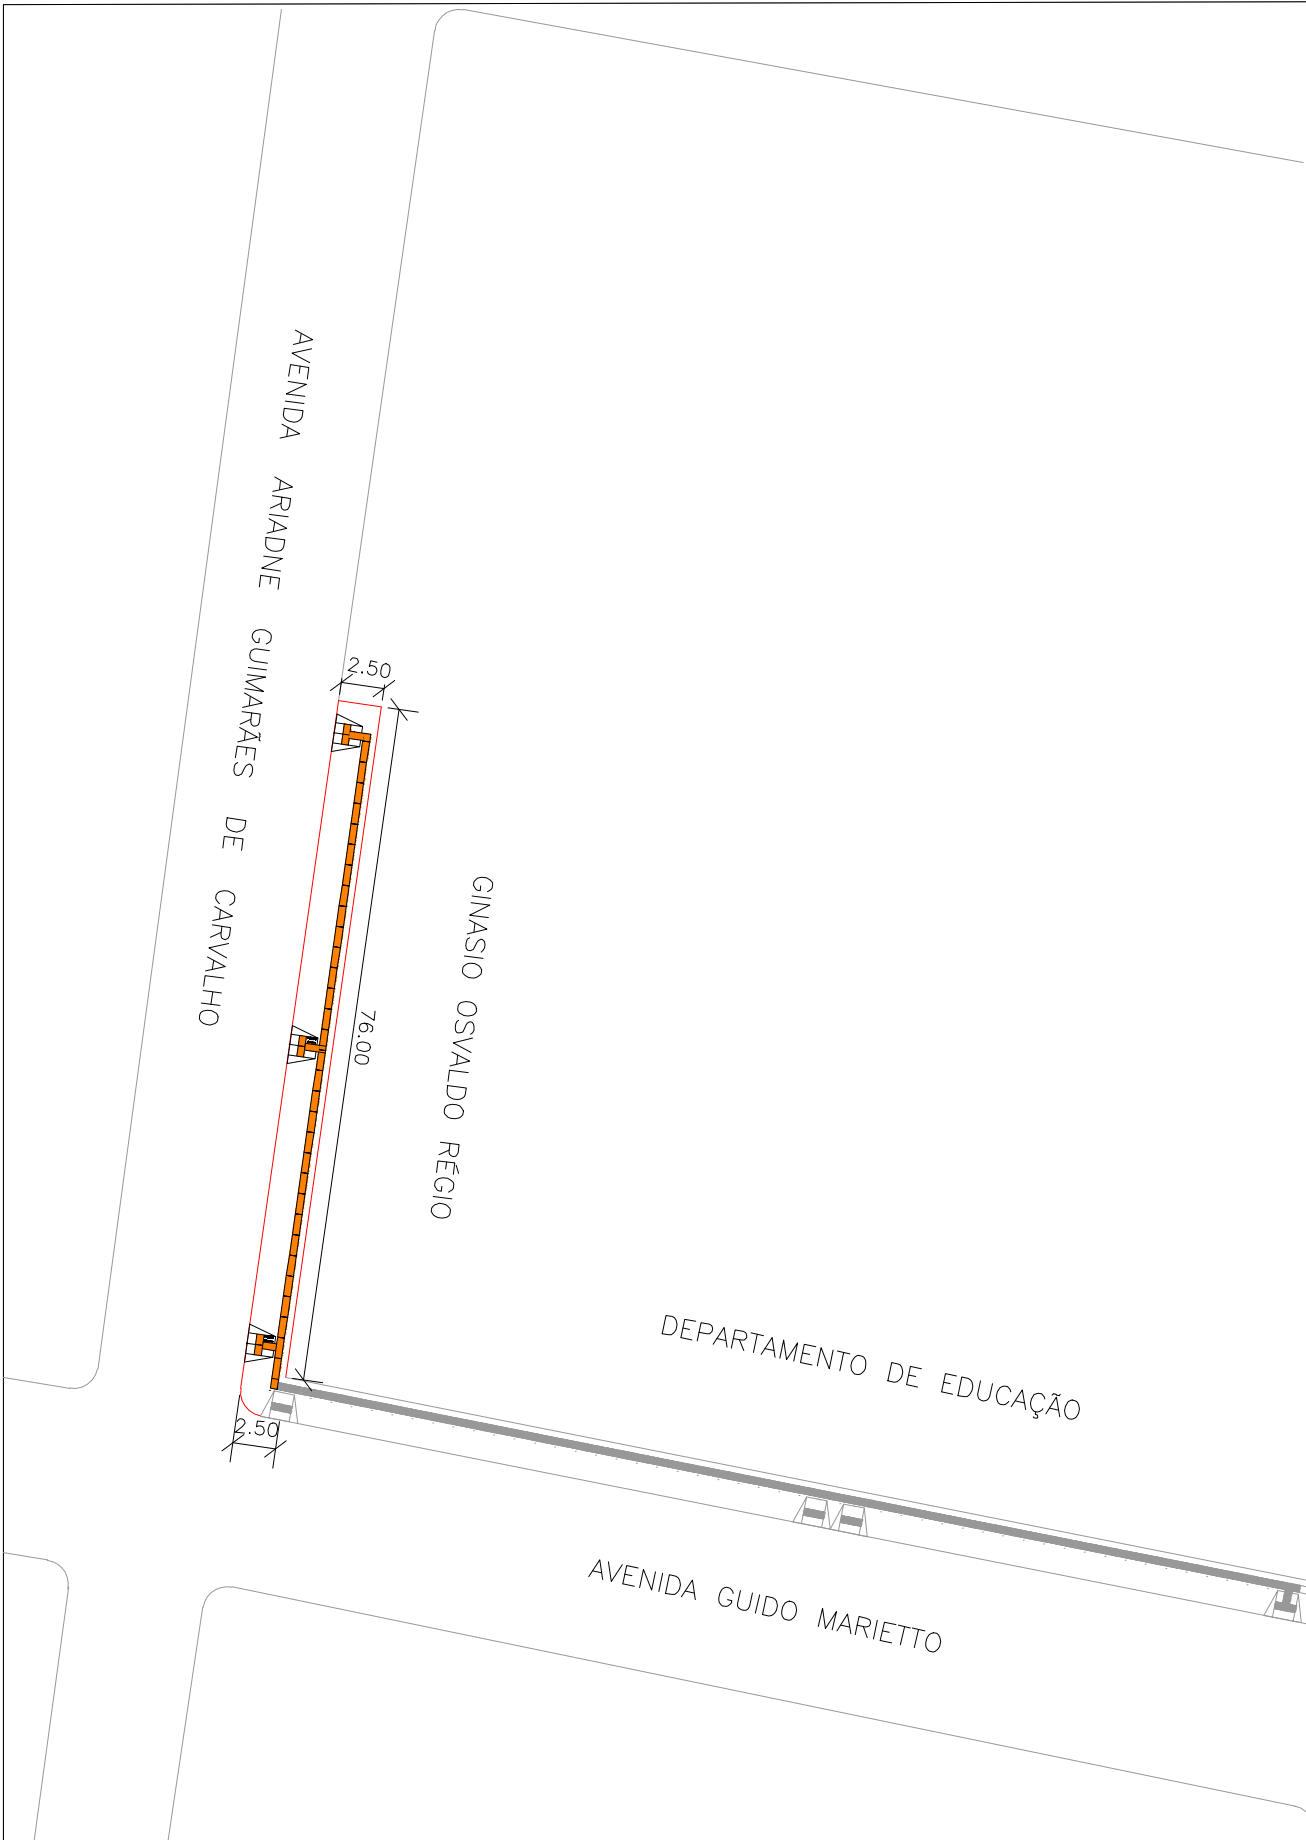 AVENIDA ARIADNE GUIMARÃES DE CARVALHO
2.50
76.00
GINASIO OSVALDO RÉGIO
DEPARTAMENTO DE EDUCAÇÃO
2.50
AVENIDA GUIDO MARIETTO